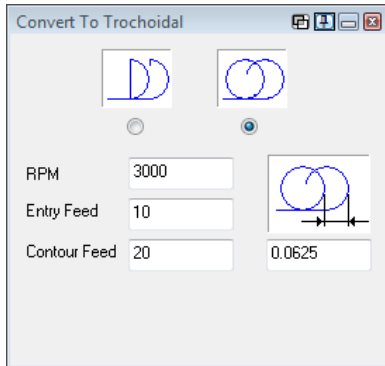 Convert To Trochoidal
RPM 3000
Entry Feed 10
Contour Feed 20 0.0625